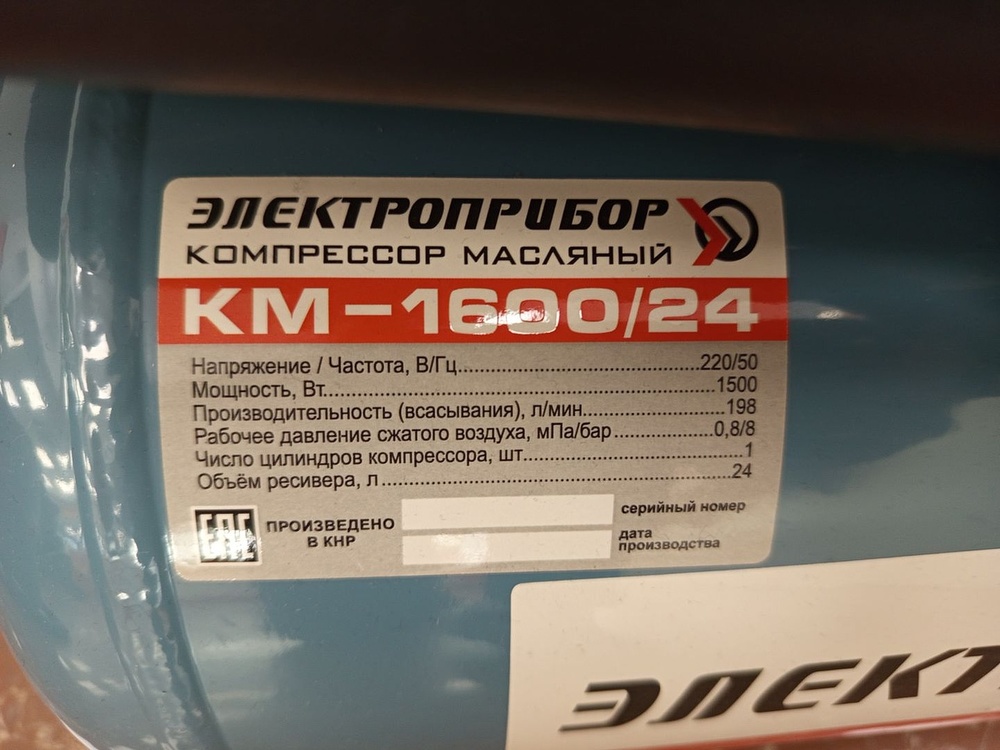 ЭЛЕКТРОПРИБОР
КОМПРЕССОР МАСЛЯНЫЙ
КМ-1600/24
Напряжение / Частота, В/Гц....................................220/50
Мощность, Вт..........................................................1500
Производительность (всасывания), л/мин.....................198
Рабочее давление сжатого воздуха, мПа/бар...............0,8/8
Число цилиндров компрессора, шт...............................1
Объём ресивера, л....................................................24
ЕАС
ПРОИЗВЕДЕНО
В КНР
серийный номер
дата
производства
ЭЛЕКТ